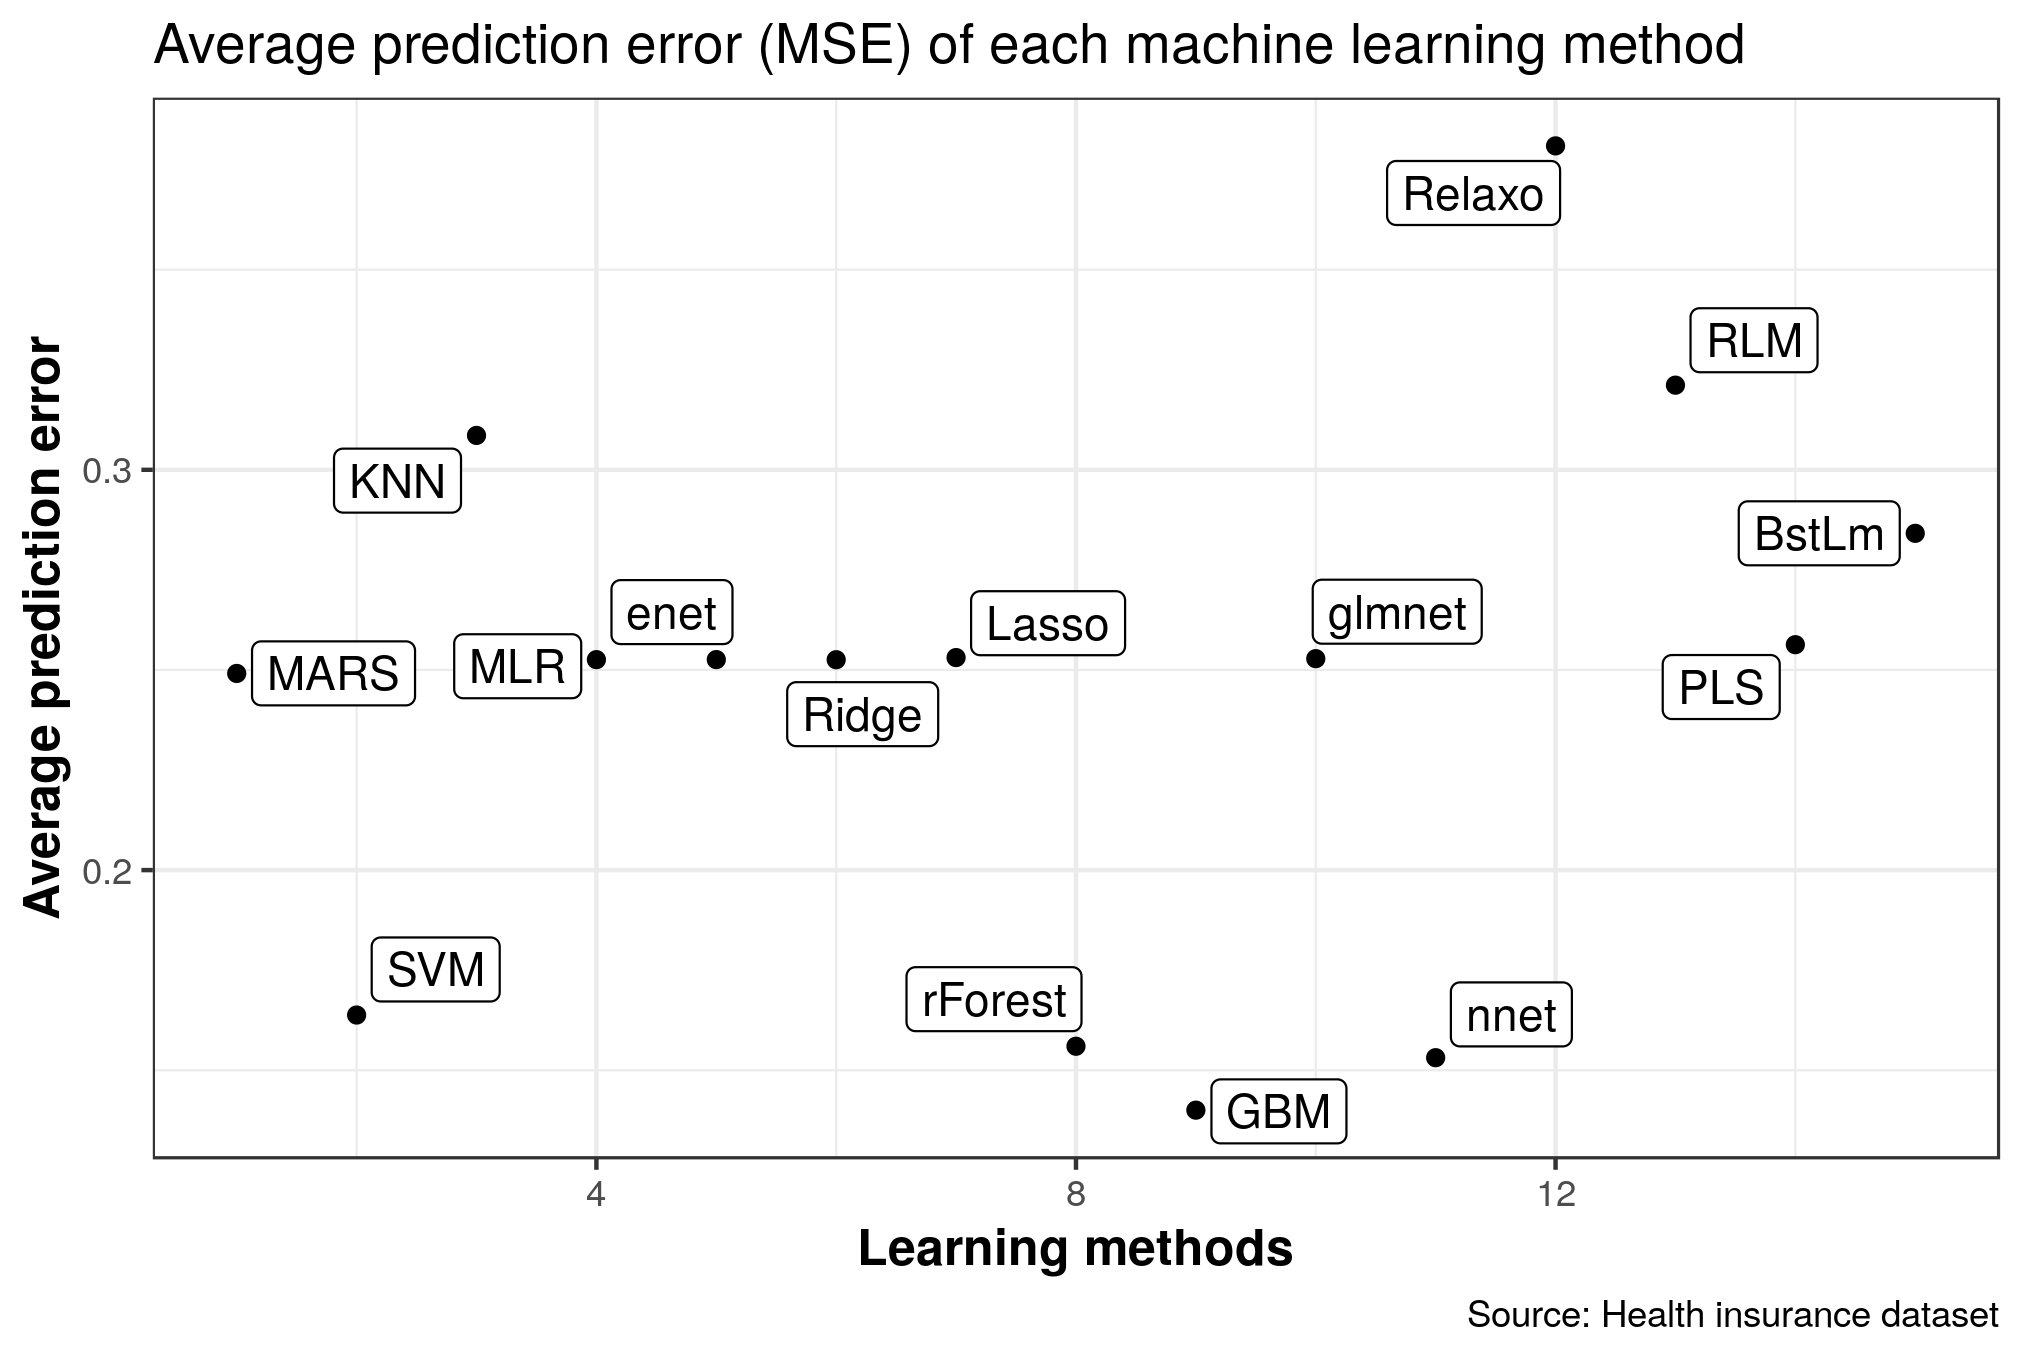 Average prediction error (MSE) of each machine learning method
Average prediction error
0.3
0.2
Relaxo
RLM
KNN
BstLm
enet
Lasso
glmnet
MARS
MLR
Ridge
PLS
SVM
rForest
nnet
GBM
4
8
12
Learning methods
Source: Health insurance dataset